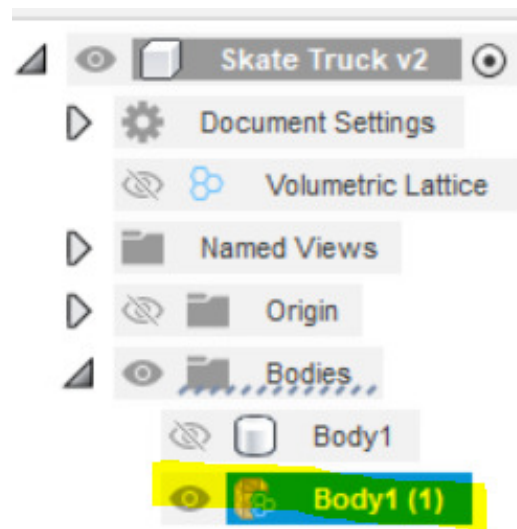 Skate Truck v2
Document Settings
Volumetric Lattice
Named Views
Origin
Bodies
Body1
Body1 (1)